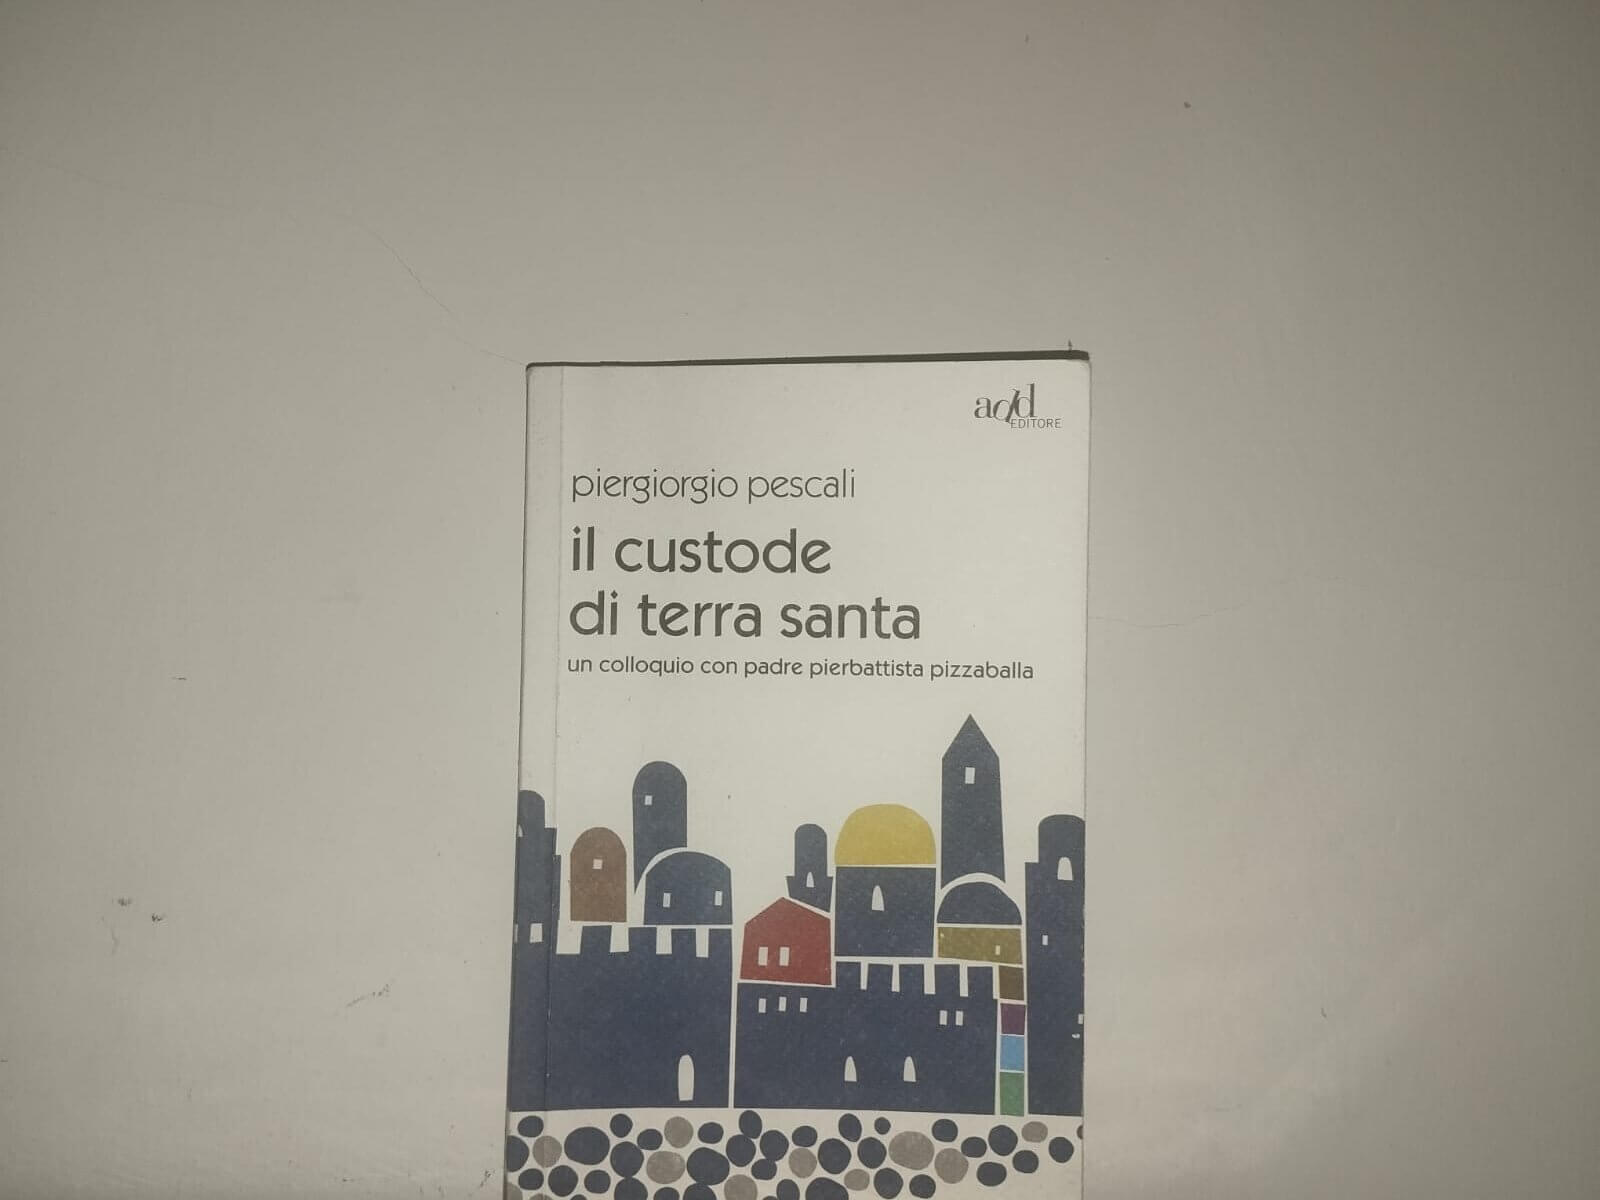 add
EDITORE
piergiorgio pescali
il custode
di terra santa
un colloquio con padre pierbattista pizzaballa